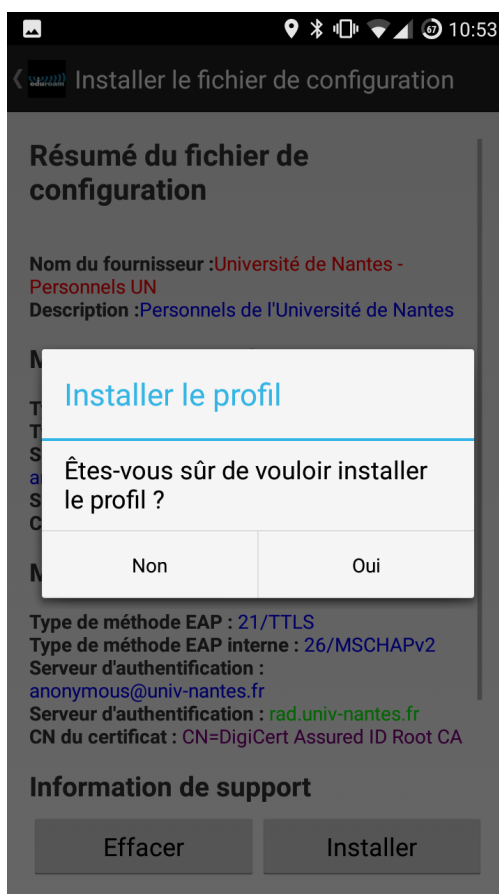 67 10:53
eduroam Installer le fichier de configuration
Résumé du fichier de
configuration
Nom du fournisseur :Université de Nantes -
Personnels UN
Description :Personnels de l'Université de Nantes
M
Installer le profil
T
T
S
Êtes-vous sûr de vouloir installer
a
le profil ?
S
C
Non Oui
M
Type de méthode EAP : 21/TTLS
Type de méthode EAP interne : 26/MSCHAPv2
Serveur d'authentification :
anonymous@univ-nantes.fr
Serveur d'authentification : rad.univ-nantes.fr
CN du certificat : CN=DigiCert Assured ID Root CA
Information de support
Effacer Installer